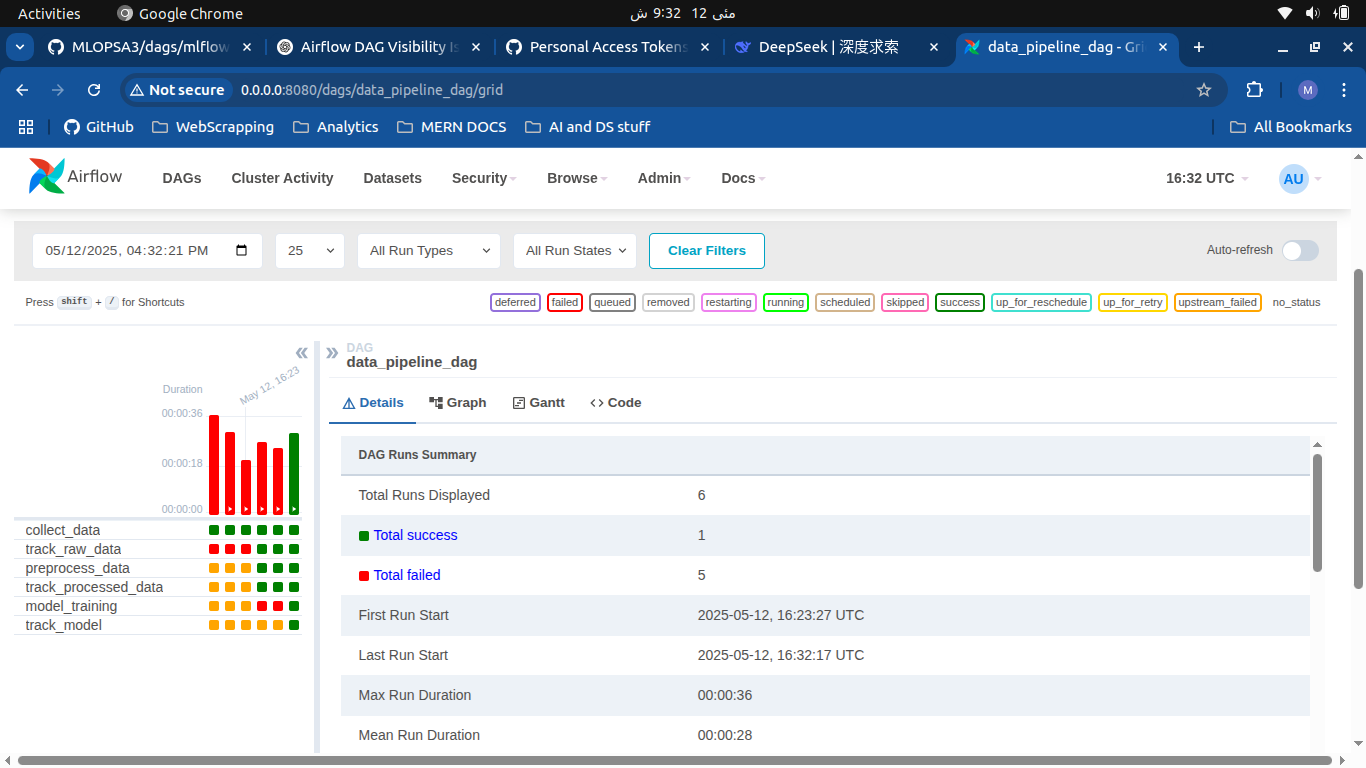 Activities
Google Chrome
مئی 12  9:32 ش
MLOPSA3/dags/mlflow
Airflow DAG Visibility Is
Personal Access Tokens
DeepSeek | 深度求索
data_pipeline_dag - Gri
Not secure
0.0.0.0:8080/dags/data_pipeline_dag/grid
M
GitHub
WebScrapping
Analytics
MERN DOCS
AI and DS stuff
All Bookmarks
Airflow
DAGs
Cluster Activity
Datasets
Security
Browse
Admin
Docs
16:32 UTC
AU
05/12/2025, 04:32:21 PM
25
All Run Types
All Run States
Clear Filters
Auto-refresh
Press shift + / for Shortcuts
deferred
failed
queued
removed
restarting
running
scheduled
skipped
success
up_for_reschedule
up_for_retry
upstream_failed
no_status
May 12, 16:23
Duration
00:00:36
00:00:18
00:00:00
collect_data
track_raw_data
preprocess_data
track_processed_data
model_training
track_model
DAG
data_pipeline_dag
Details
Graph
Gantt
Code
DAG Runs Summary
Total Runs Displayed 6
Total success 1
Total failed 5
First Run Start 2025-05-12, 16:23:27 UTC
Last Run Start 2025-05-12, 16:32:17 UTC
Max Run Duration 00:00:36
Mean Run Duration 00:00:28